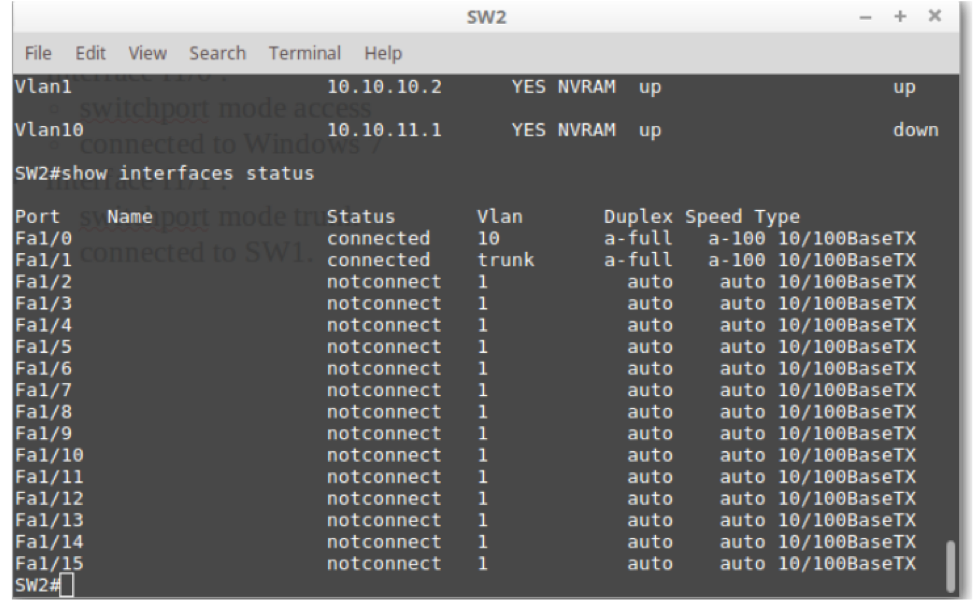 SW2
File Edit View Search Terminal Help
interface f1/0 :
Vlan1 10.10.10.2 YES NVRAM up up
switchport mode access
Vlan10 10.10.11.1 YES NVRAM up down
connected to Windows 7
SW2#show interfaces status
interface f1/1 :
Port Name Status Vlan Duplex Speed Type
switchport mode trunk
Fa1/0 connected 10 a-full a-100 10/100BaseTX
connected to SW1.
Fa1/1 connected trunk a-full a-100 10/100BaseTX
Fa1/2 notconnect 1 auto auto 10/100BaseTX
Fa1/3 notconnect 1 auto auto 10/100BaseTX
Fa1/4 notconnect 1 auto auto 10/100BaseTX
Fa1/5 notconnect 1 auto auto 10/100BaseTX
Fa1/6 notconnect 1 auto auto 10/100BaseTX
Fa1/7 notconnect 1 auto auto 10/100BaseTX
Fa1/8 notconnect 1 auto auto 10/100BaseTX
Fa1/9 notconnect 1 auto auto 10/100BaseTX
Fa1/10 notconnect 1 auto auto 10/100BaseTX
Fa1/11 notconnect 1 auto auto 10/100BaseTX
Fa1/12 notconnect 1 auto auto 10/100BaseTX
Fa1/13 notconnect 1 auto auto 10/100BaseTX
Fa1/14 notconnect 1 auto auto 10/100BaseTX
Fa1/15 notconnect 1 auto auto 10/100BaseTX
SW2#